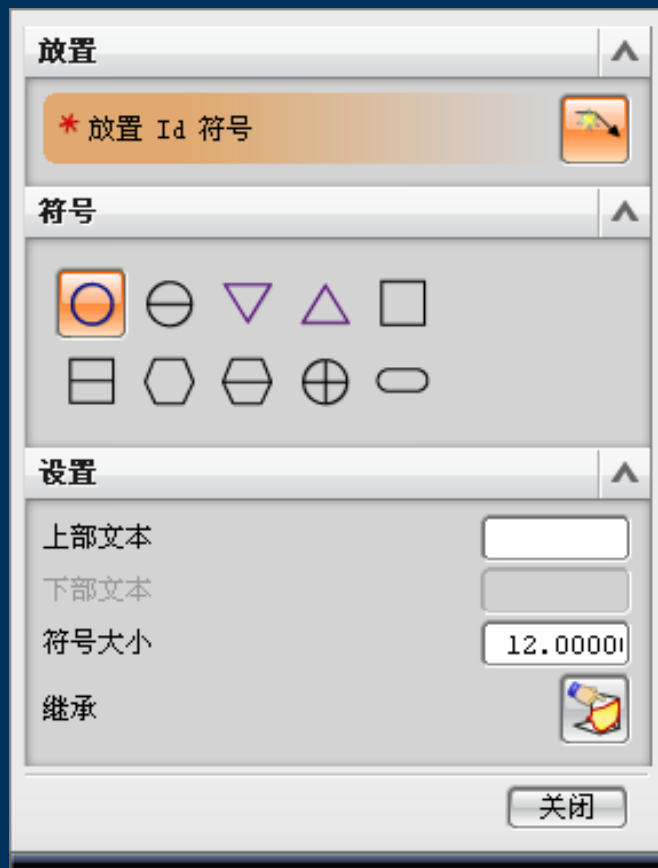 放置
* 放置 Id 符号
符号
设置
上部文本
下部文本
符号大小 12.0000
继承
关闭